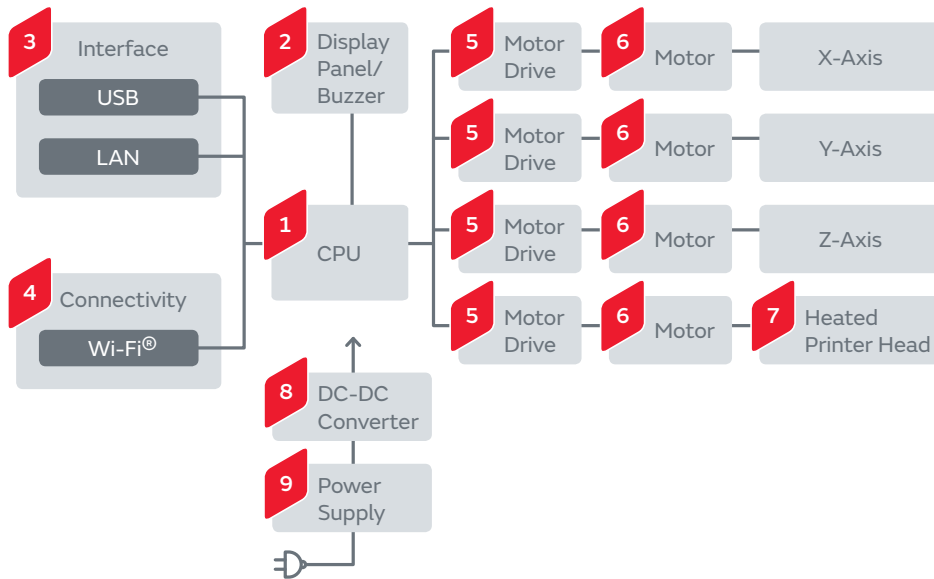 3
Interface
USB
LAN
4
Connectivity
Wi-Fi®
2
Display
Panel/
Buzzer
1
CPU
8
DC-DC
Converter
9
Power
Supply
5
Motor
Drive
6
Motor
X-Axis
5
Motor
Drive
6
Motor
Y-Axis
5
Motor
Drive
6
Motor
Z-Axis
5
Motor
Drive
6
Motor
7
Heated
Printer Head